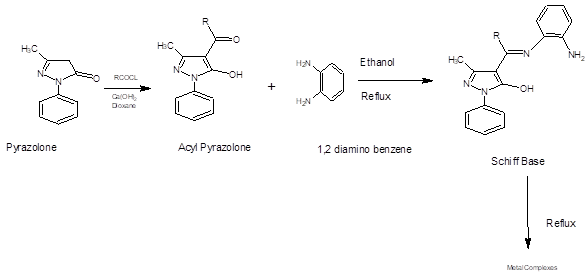 R
O
H₃C
N
N
O
RCOCL
Ca(OH)₂
Dioxane
H₃C
N
N
OH
+
H₂N
H₂N
Ethanol
Reflux
R
N
NH₂
H₃C
N
N
OH
Pyrazolone
Acyl Pyrazolone
1,2 diamino benzene
Schiff Base
Reflux
Metal Complexes